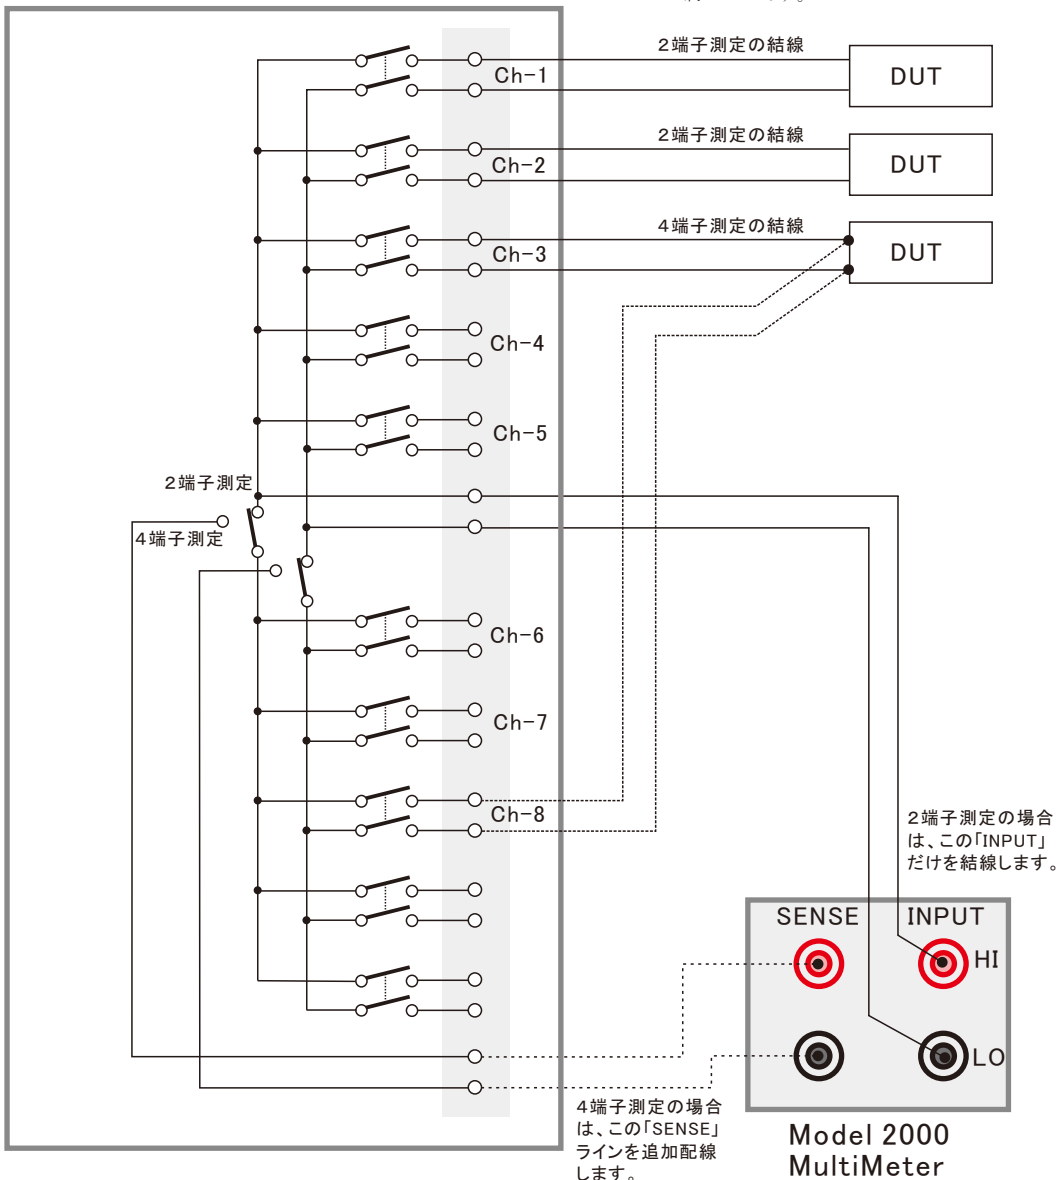 2端子測定の結線
Ch-1
DUT
2端子測定の結線
Ch-2
DUT
4端子測定の結線
Ch-3
DUT
Ch-4
Ch-5
2端子測定
4端子測定
Ch-6
Ch-7
Ch-8
2端子測定の場合
は、この「INPUT」
だけを結線します。
SENSE INPUT
HI
LO
4端子測定の場合
は、この「SENSE」
ラインを追加配線
します。
Model 2000
MultiMeter